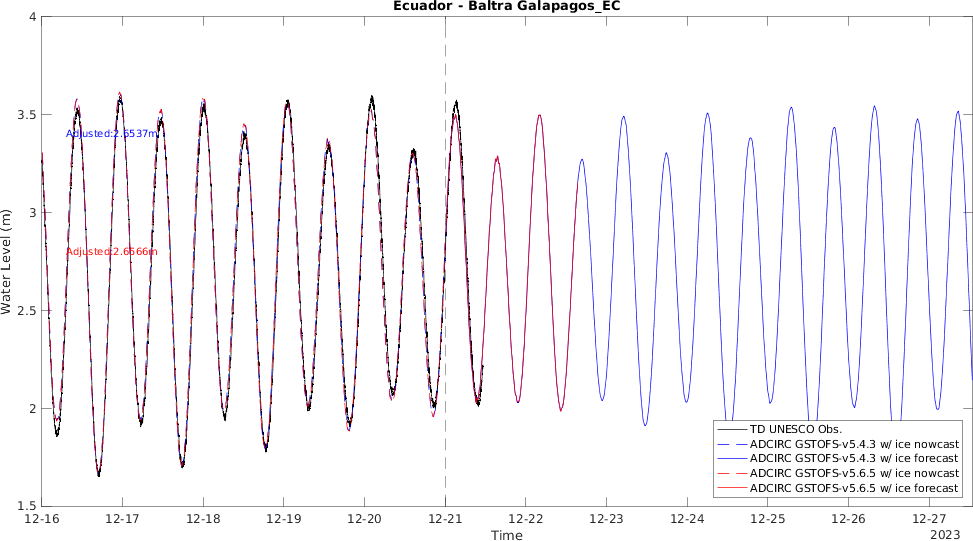 Ecuador - Baltra Galapagos_EC
4
3.5
3
2.5
2
1.5
Water Level (m)
Adjusted:2.6537m
Adjusted:2.6566m
TD UNESCO Obs.
ADCIRC GSTOFS-v5.4.3 w/ ice nowcast
ADCIRC GSTOFS-v5.4.3 w/ ice forecast
ADCIRC GSTOFS-v5.6.5 w/ ice nowcast
ADCIRC GSTOFS-v5.6.5 w/ ice forecast
12-16 12-17 12-18 12-19 12-20 12-21 12-22 12-23 12-24 12-25 12-26 12-27
Time
2023